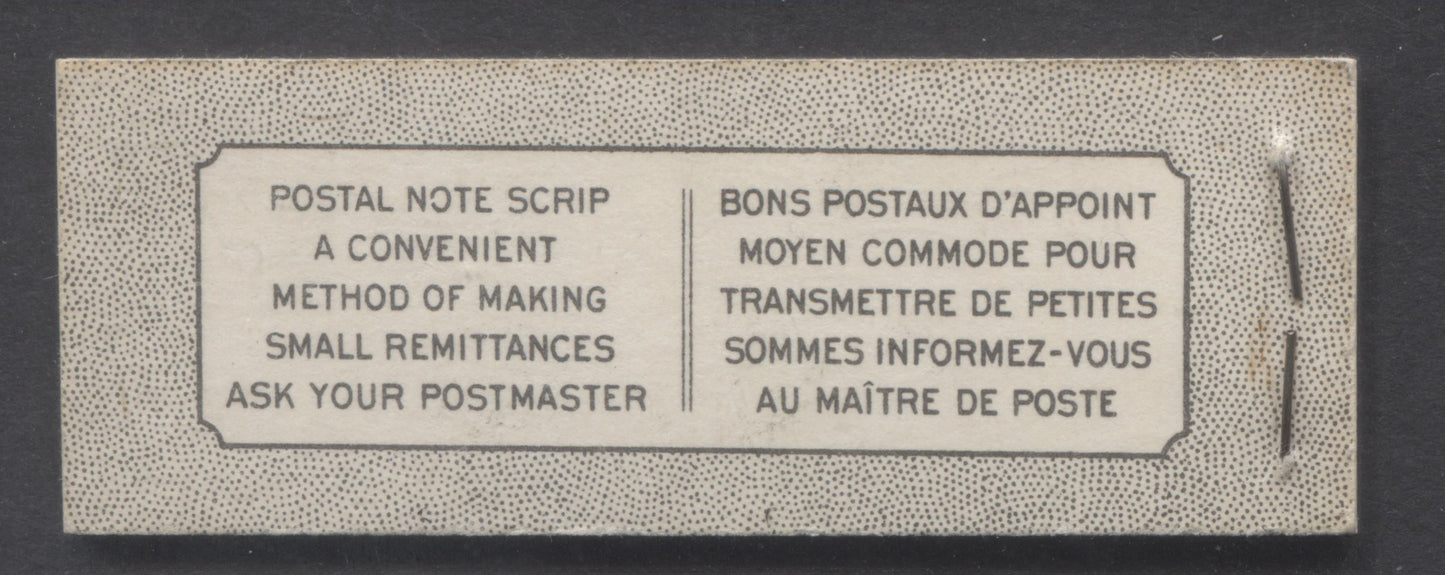 POSTAL NOTE SCRIP
A CONVENIENT
METHOD OF MAKING
SMALL REMITTANCES
ASK YOUR POSTMASTER
BONS POSTAUX D'APPOINT
MOYEN COMMODE POUR
TRANSMETTRE DE PETITES
SOMMES INFORMEZ-VOUS
AU MAÎTRE DE POSTE